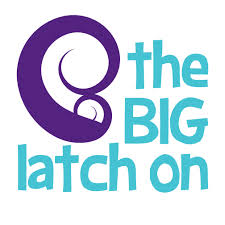 the
BIG
latch on